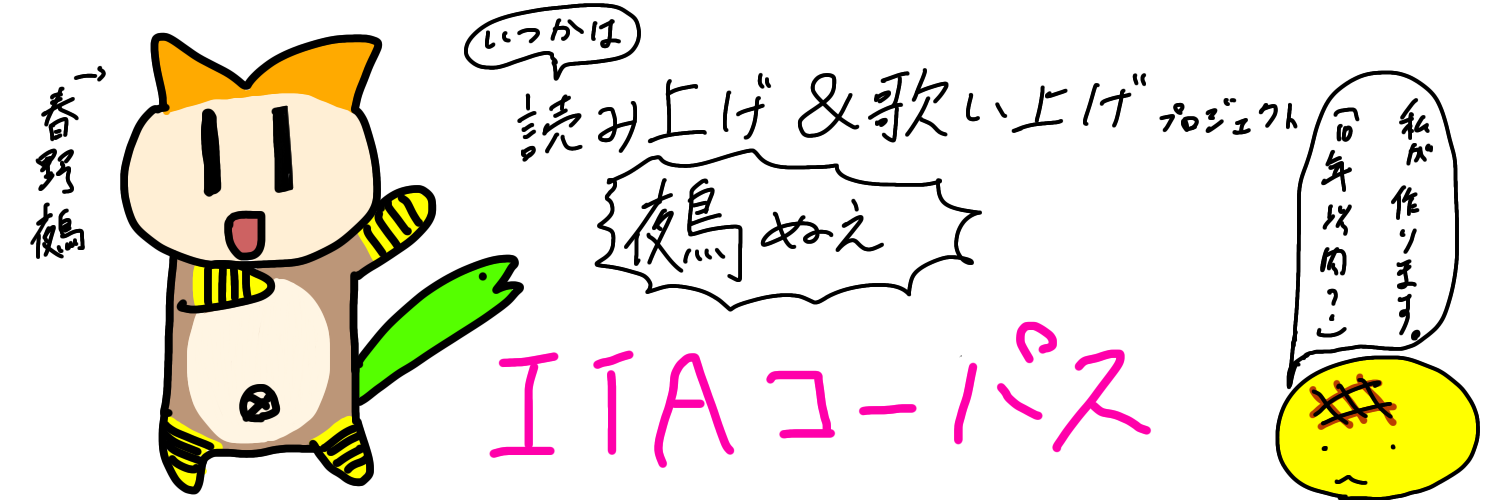 春野鵺
→
いつかは
読み上げ&歌い上げプロジェクト
鵺ぬえ
ITAコーパス
私が作ります。
(10年以内?)